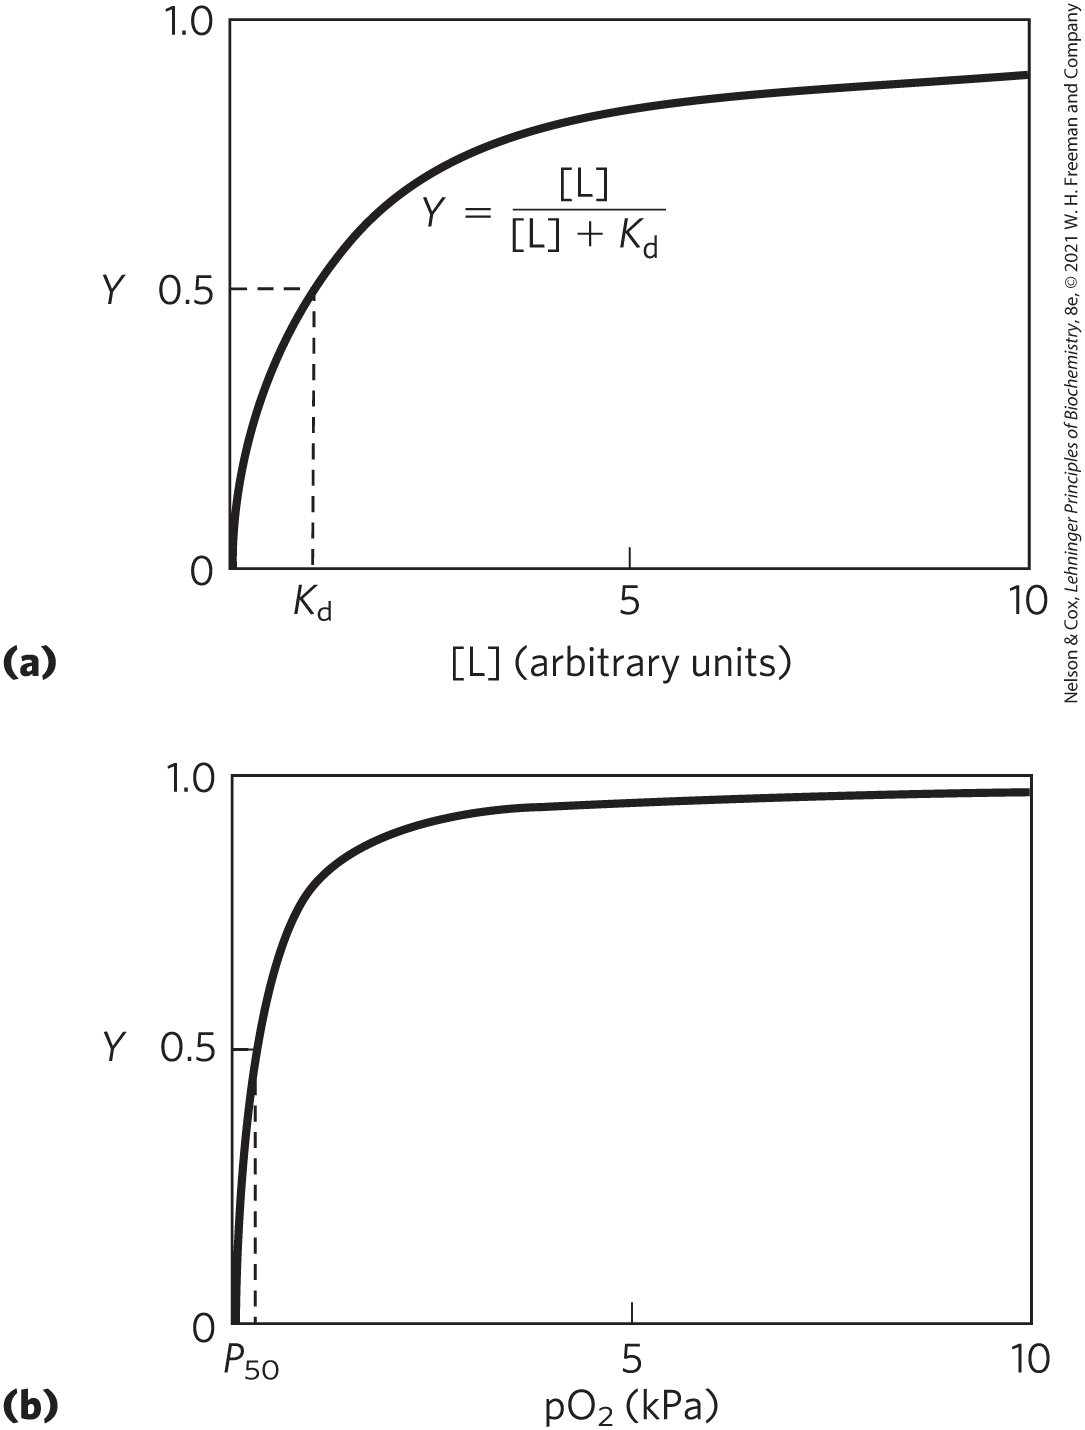 1.0
Y = [L] / [L] + Kd
Y 0.5
0
Kd 5 10
(a) [L] (arbitrary units)
Nelson & Cox, Lehninger Principles of Biochemistry, 8e, © 2021 W. H. Freeman and Company
1.0
Y 0.5
0
P50 5 10
(b) pO2 (kPa)